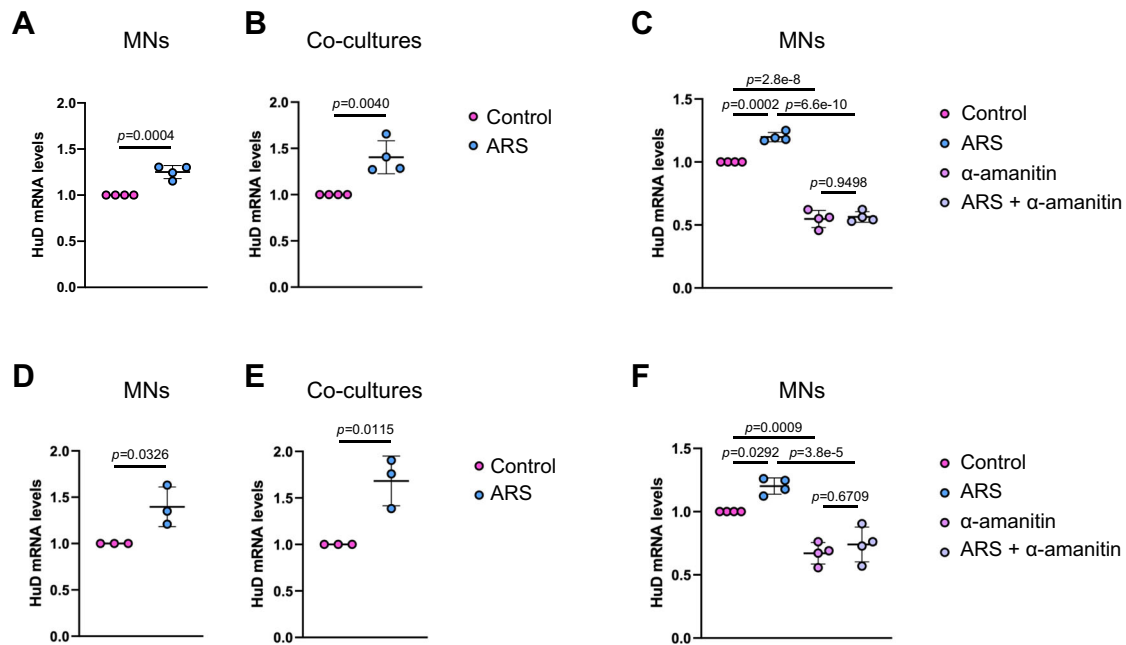 A
MNs
HuD mRNA levels
2.0
1.5
1.0
0.5
0.0
p=0.0004
B
Co-cultures
HuD mRNA levels
2.0
1.5
1.0
0.5
0.0
p=0.0040
Control
ARS
C
MNs
HuD mRNA levels
1.5
1.0
0.5
0.0
p=2.8e-8
p=0.0002
p=6.6e-10
p=0.9498
Control
ARS
α-amanitin
ARS + α-amanitin
D
MNs
HuD mRNA levels
2.0
1.5
1.0
0.5
0.0
p=0.0326
E
Co-cultures
HuD mRNA levels
2.0
1.5
1.0
0.5
0.0
p=0.0115
Control
ARS
F
MNs
HuD mRNA levels
1.5
1.0
0.5
0.0
p=0.0009
p=0.0292
p=3.8e-5
p=0.6709
Control
ARS
α-amanitin
ARS + α-amanitin